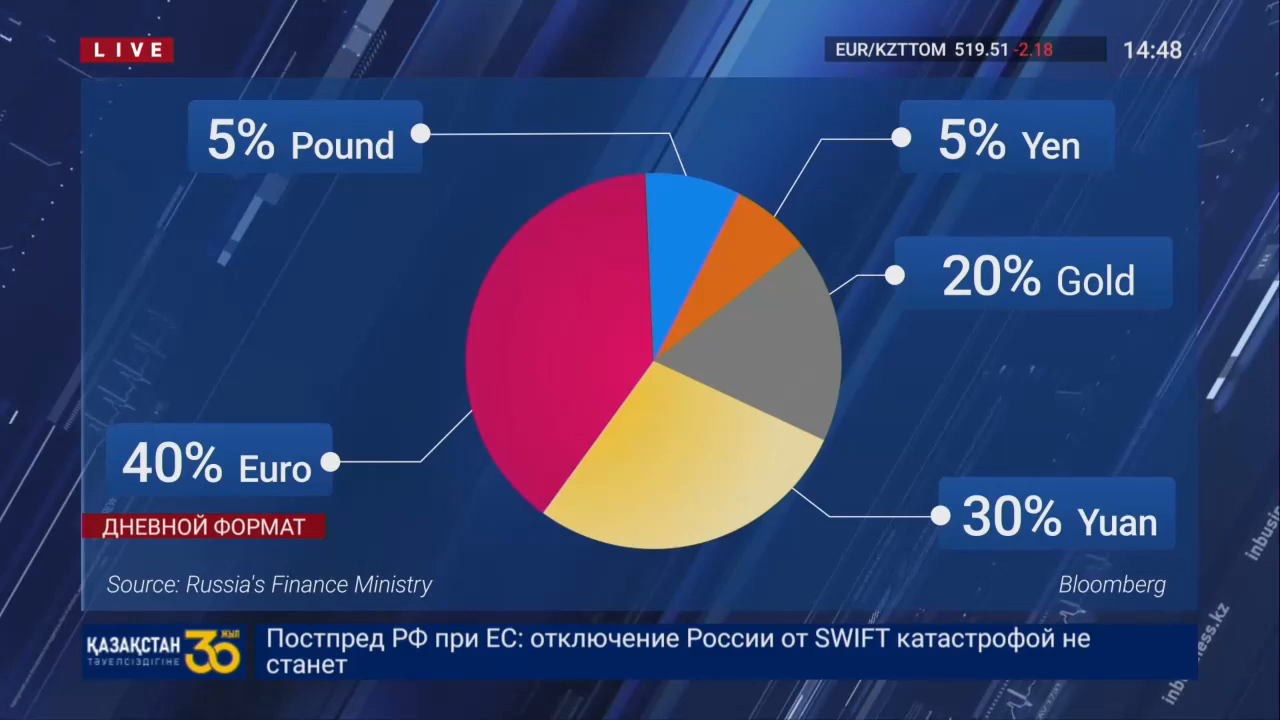 LIVE
EUR/KZTTOM 519.51 -2.18
14:48
5% Pound
5% Yen
20% Gold
40% Euro
30% Yuan
ДНЕВНОЙ ФОРМАТ
Source: Russia's Finance Ministry
Bloomberg
ҚАЗАҚСТАН
ТӘУЕЛСІЗДІГІНЕ
30 ЖЫЛ
Постпред РФ при ЕС: отключение России от SWIFT катастрофой не
станет